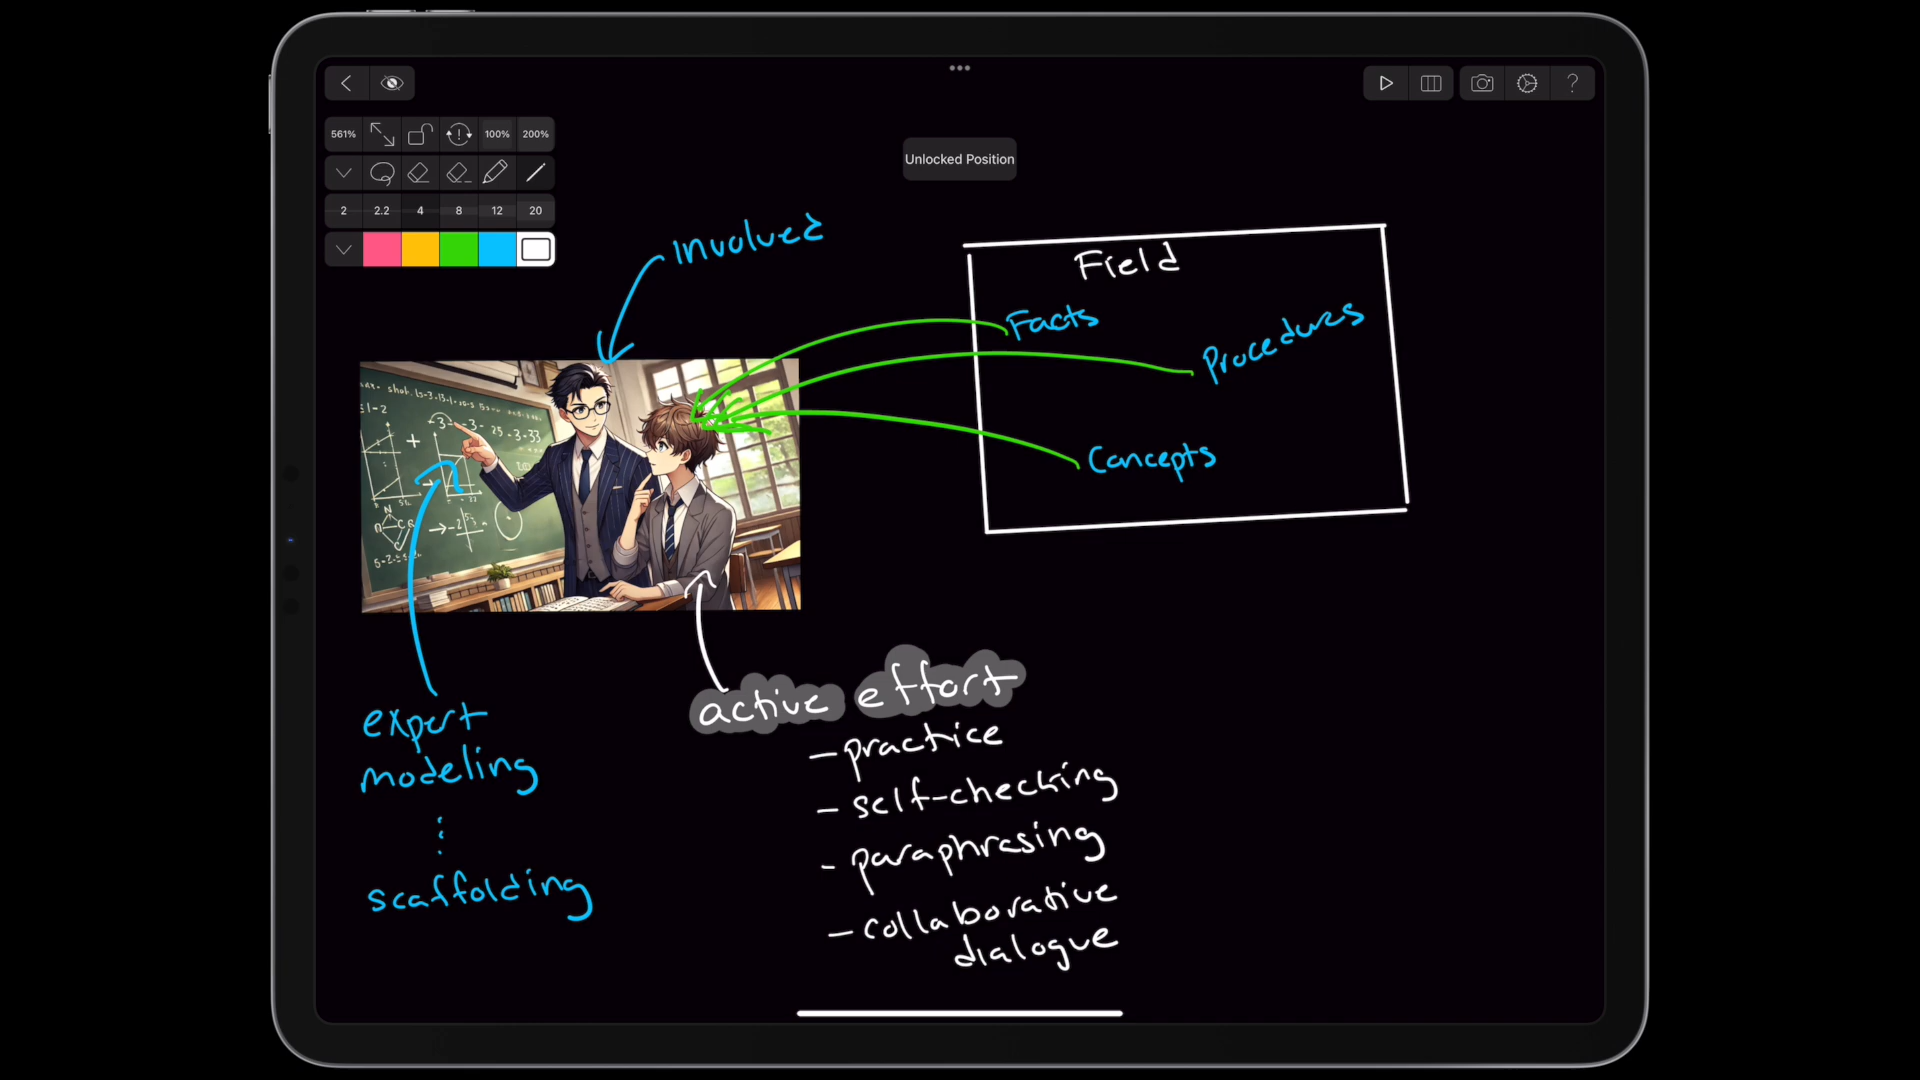 561%
100%
200%
Unlocked Position
2
2.2
4
8
12
20
?
involved
Field
Facts
Procedures
Concepts
expert
modeling
scaffolding
active effort
- practice
- self-checking
- paraphrasing
- collaborative
dialogue